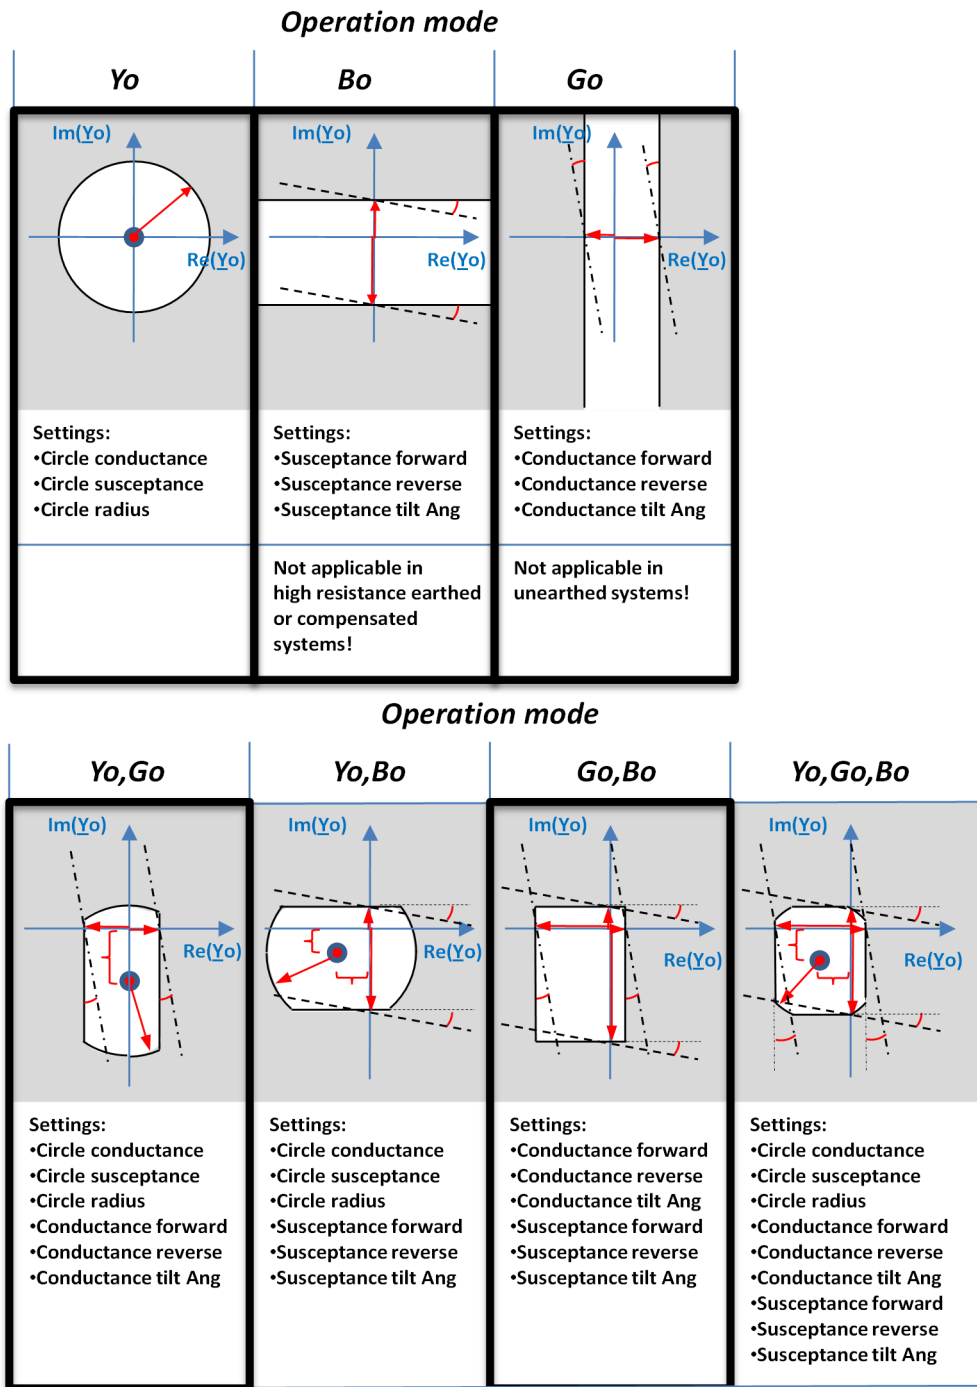 Operation mode
Yo
Bo
Go
Im(Yo)
Re(Yo)
Im(Yo)
Re(Yo)
Im(Yo)
Re(Yo)
Settings:
•Circle conductance
•Circle susceptance
•Circle radius
Settings:
•Susceptance forward
•Susceptance reverse
•Susceptance tilt Ang
Settings:
•Conductance forward
•Conductance reverse
•Conductance tilt Ang
Not applicable in
high resistance earthed
or compensated
systems!
Not applicable in
unearthed systems!
Operation mode
Yo,Go
Yo,Bo
Go,Bo
Yo,Go,Bo
Im(Yo)
Re(Yo)
Im(Yo)
Re(Yo)
Im(Yo)
Re(Yo)
Im(Yo)
Re(Yo)
Settings:
•Circle conductance
•Circle susceptance
•Circle radius
•Conductance forward
•Conductance reverse
•Conductance tilt Ang
Settings:
•Circle conductance
•Circle susceptance
•Circle radius
•Susceptance forward
•Susceptance reverse
•Susceptance tilt Ang
Settings:
•Conductance forward
•Conductance reverse
•Conductance tilt Ang
•Susceptance forward
•Susceptance reverse
•Susceptance tilt Ang
Settings:
•Circle conductance
•Circle susceptance
•Circle radius
•Conductance forward
•Conductance reverse
•Conductance tilt Ang
•Susceptance forward
•Susceptance reverse
•Susceptance tilt Ang